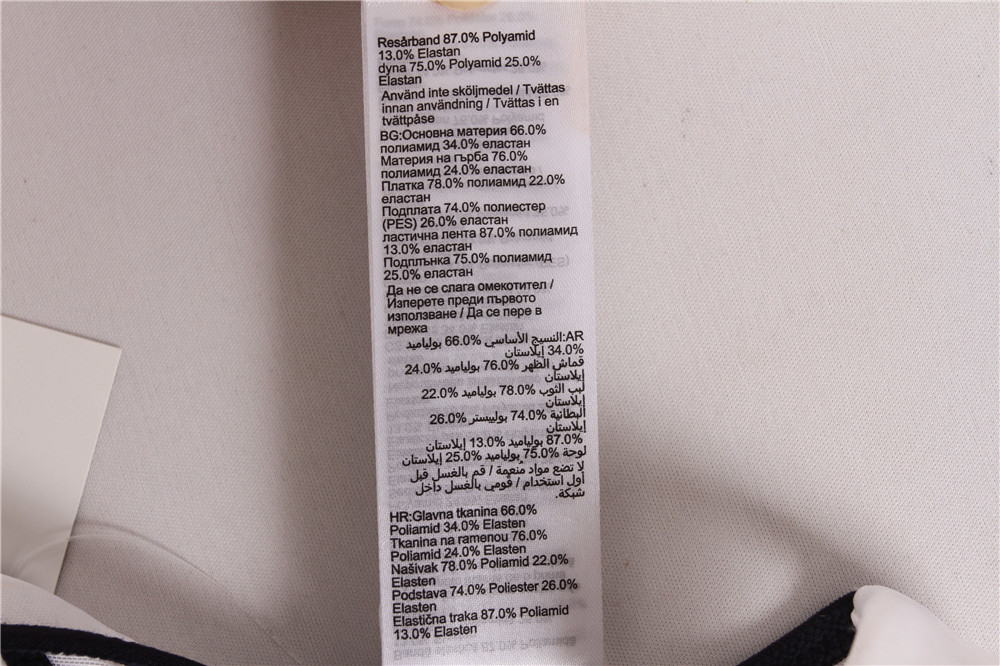 Resårband 87.0% Polyamid
13.0% Elastan
dyna 75.0% Polyamid 25.0%
Elastan
Använd inte sköljmedel / Tvättas
innan användning / Tvättas i en
tvättpåse
BG:Основна материя 66.0%
полиамид 34.0% еластан
Материя на гърба 76.0%
полиамид 24.0% еластан
Платка 78.0% полиамид 22.0%
еластан
Подплата 74.0% полиестер
(PES) 26.0% еластан
ластична лента 87.0% полиамид
13.0% еластан
Подплънка 75.0% полиамид
25.0% еластан
Да не се слага омекотител /
Изперете преди първото
използване / Да се пере в
мрежа
AR:النسيج الأساسي 66.0% بولياميد
34.0% إيلاستان
قماش الظهر 76.0% بولياميد 24.0%
إيلاستان
لبب الثوب 78.0% بولياميد 22.0%
إيلاستان
البطانية 74.0% بوليستر 26.0%
إيلاستان
87.0% بولياميد 13.0% إيلاستان
لوحة 75.0% بولياميد 25.0% إيلاستان
لا تضع مواد منعمة / قم بالغسل قبل
أول استخدام / قومي بالغسل داخل
شبكة.
HR:Glavna tkanina 66.0%
Poliamid 34.0% Elasten
Tkanina na ramenou 76.0%
Poliamid 24.0% Elasten
Našivak 78.0% Poliamid 22.0%
Elasten
Podstava 74.0% Poliester 26.0%
Elasten
Elastična traka 87.0% Poliamid
13.0% Elasten